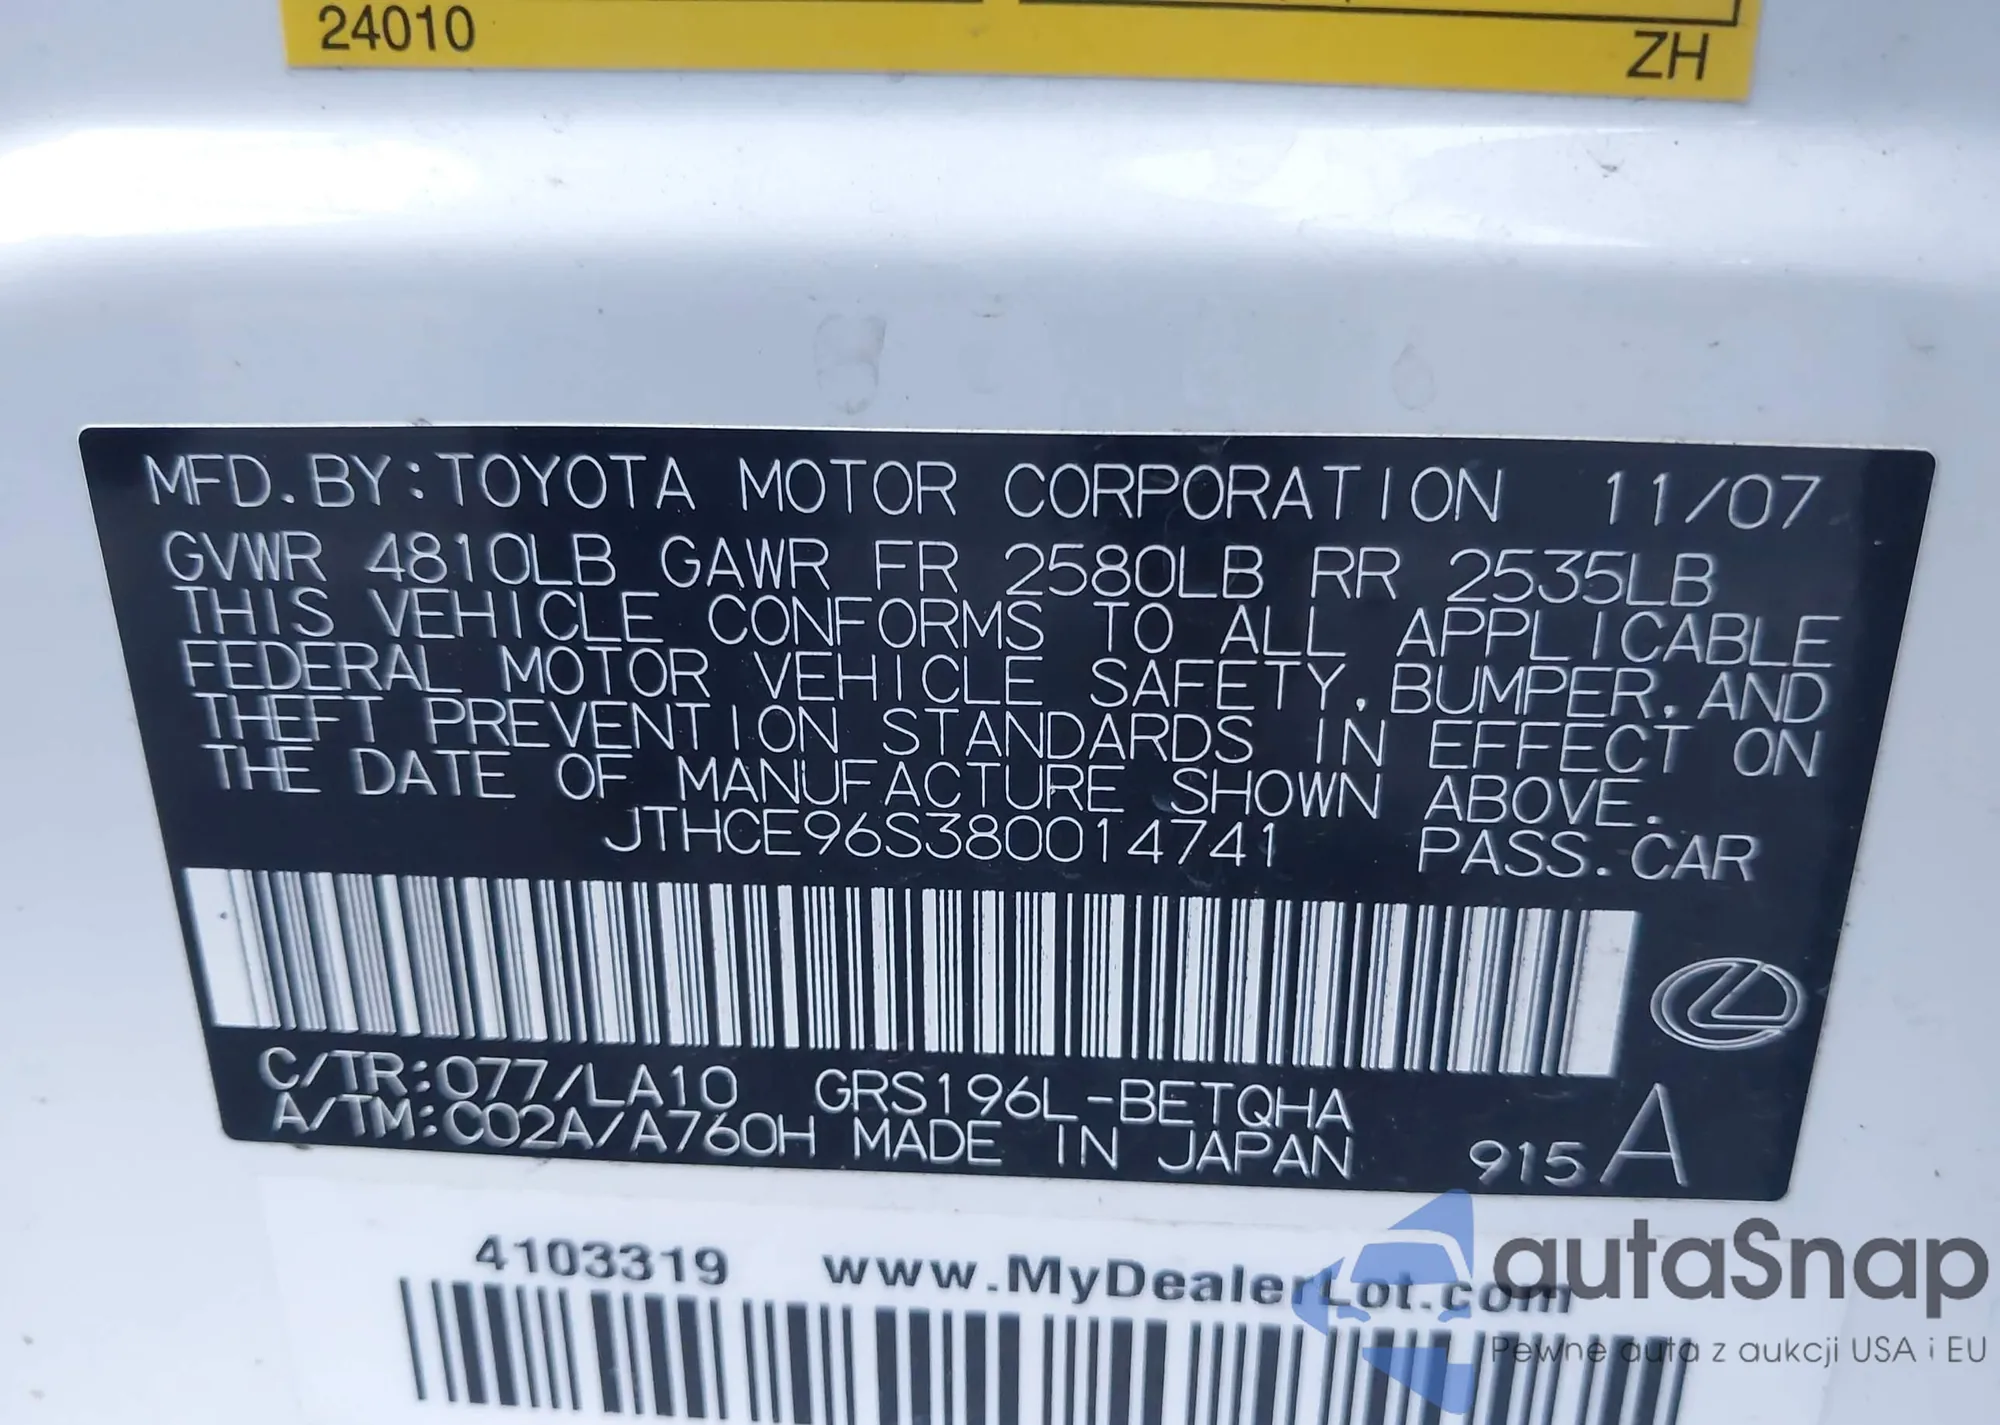 24010
ZH
MFD. BY: TOYOTA MOTOR CORPORATION 11/07
GVWR 4810LB GAWR FR 2580LB RR 2535LB
THIS VEHICLE CONFORMS TO ALL APPLICABLE
FEDERAL MOTOR VEHICLE SAFETY, BUMPER, AND
THEFT PREVENTION STANDARDS IN EFFECT ON
THE DATE OF MANUFACTURE SHOWN ABOVE.
JTHCE96S380014741 PASS. CAR
C/TR: 077/LA10 GRS196L-BETQHA
A/TM: C02A/A760H MADE IN JAPAN 915 A
4103319 www.MyDealerLot.com
autaSnap
Pewne auta z aukcji USA i EU